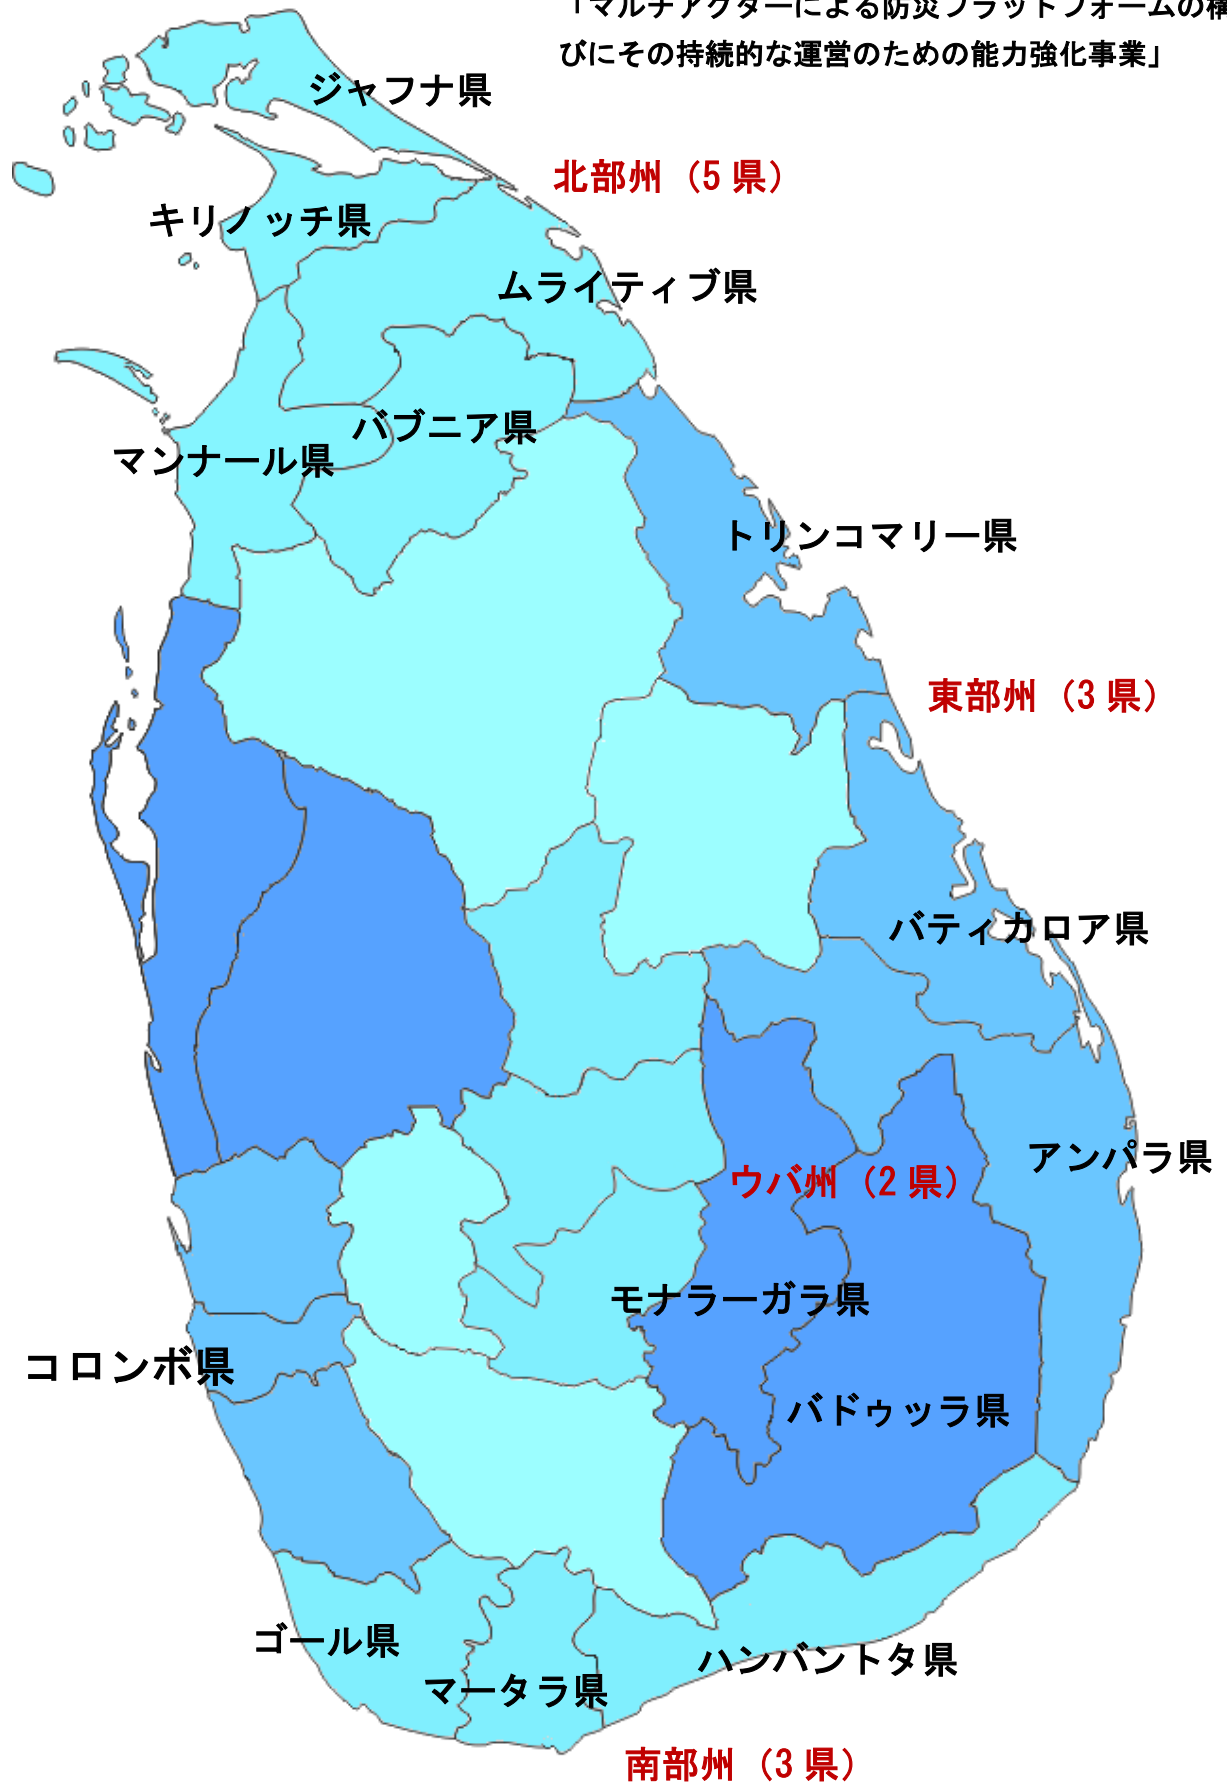 「マルチアクターによる防災プラットフォームの構
びにその持続的な運営のための能力強化事業」
ジャフナ県
北部州（5 県）
キリノッチ県
ムライティブ県
バブニア県
マンナール県
トリンコマリー県
東部州（3 県）
バティカロア県
アンパラ県
ウバ州（2 県）
モナラーガラ県
コロンボ県
バドゥッラ県
ゴール県
ハンバントタ県
マータラ県
南部州（3 県）